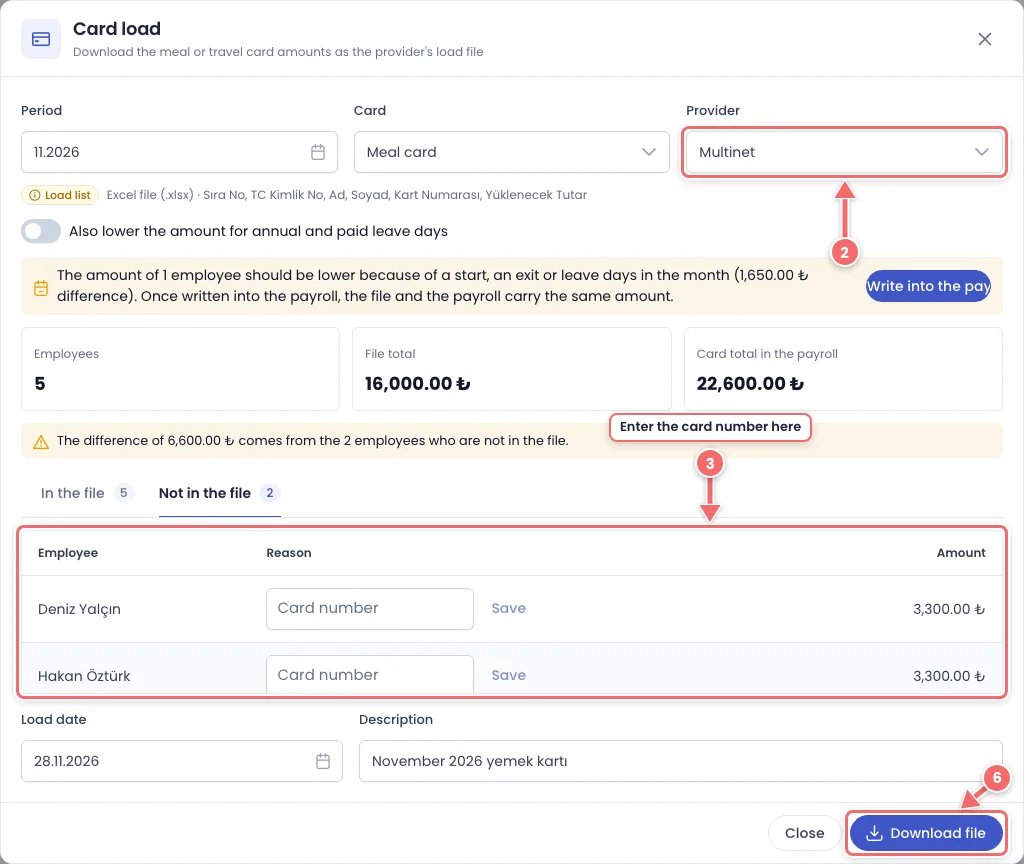 Card load
Download the meal or travel card amounts as the provider's load file
Period
Card
Provider
11.2026
Meal card
Multinet
Load list
Excel file (.xlsx) · Sıra No, TC Kimlik No, Ad, Soyad, Kart Numarası, Yüklenecek Tutar
Also lower the amount for annual and paid leave days
2
The amount of 1 employee should be lower because of a start, an exit or leave days in the month (1,650.00 ₺
difference). Once written into the payroll, the file and the payroll carry the same amount.
Write into the pay
Employees
5
File total
16,000.00 ₺
Card total in the payroll
22,600.00 ₺
Enter the card number here
The difference of 6,600.00 ₺ comes from the 2 employees who are not in the file.
3
In the file 5
Not in the file 2
Employee
Reason
Amount
Deniz Yalçın
Card number
Save
3,300.00 ₺
Hakan Öztürk
Card number
Save
3,300.00 ₺
Load date
Description
28.11.2026
November 2026 yemek kartı
6
Close
Download file